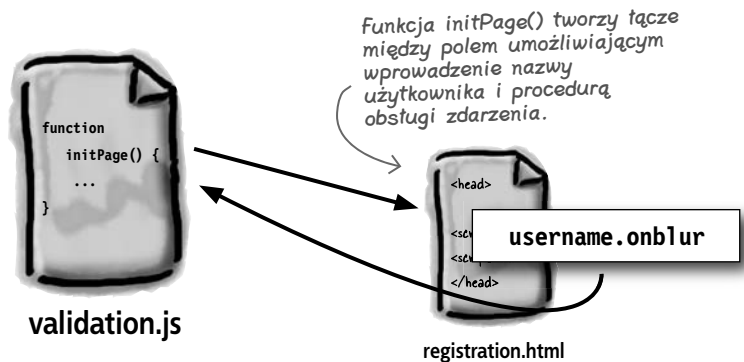 Funkcja initPage() tworzy łącze
między polem umożliwiającym
wprowadzenie nazwy
użytkownika i procedurą
obsługi zdarzenia.
function
initPage() {
...
}
validation.js
<head>
username.onblur
</head>
registration.html